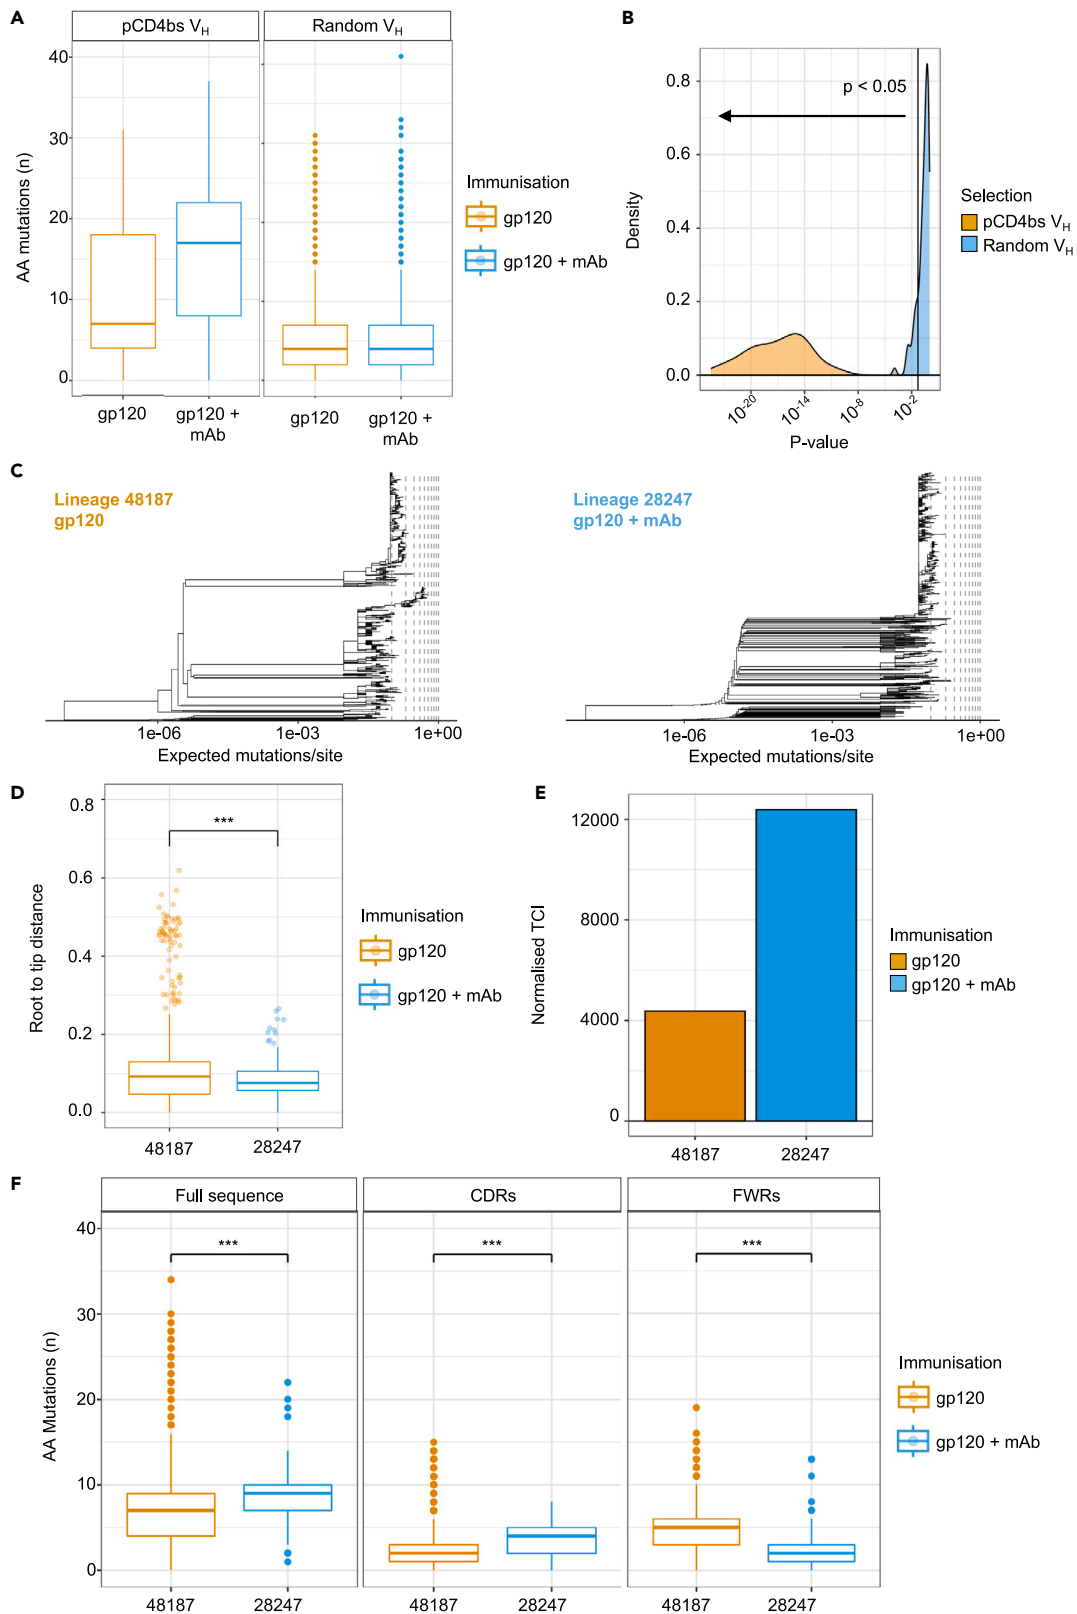 A
pCD4bs VH
Random VH
AA mutations (n)
40
30
20
10
0
gp120
gp120 +
mAb
gp120
gp120 +
mAb
Immunisation
gp120
gp120 + mAb
B
p < 0.05
Density
0.8
0.6
0.4
0.2
0.0
10-20
10-14
10-8
10-2
P-value
Selection
pCD4bs VH
Random VH
C
Lineage 48187
gp120
1e-06
1e-03
1e+00
Expected mutations/site
Lineage 28247
gp120 + mAb
1e-06
1e-03
1e+00
Expected mutations/site
D
Root to tip distance
0.8
0.6
0.4
0.2
0.0
***
48187
28247
Immunisation
gp120
gp120 + mAb
E
Normalised TCI
12000
8000
4000
0
48187
28247
Immunisation
gp120
gp120 + mAb
F
Full sequence
CDRs
FWRs
AA Mutations (n)
40
30
20
10
0
***
***
***
48187
28247
48187
28247
48187
28247
Immunisation
gp120
gp120 + mAb